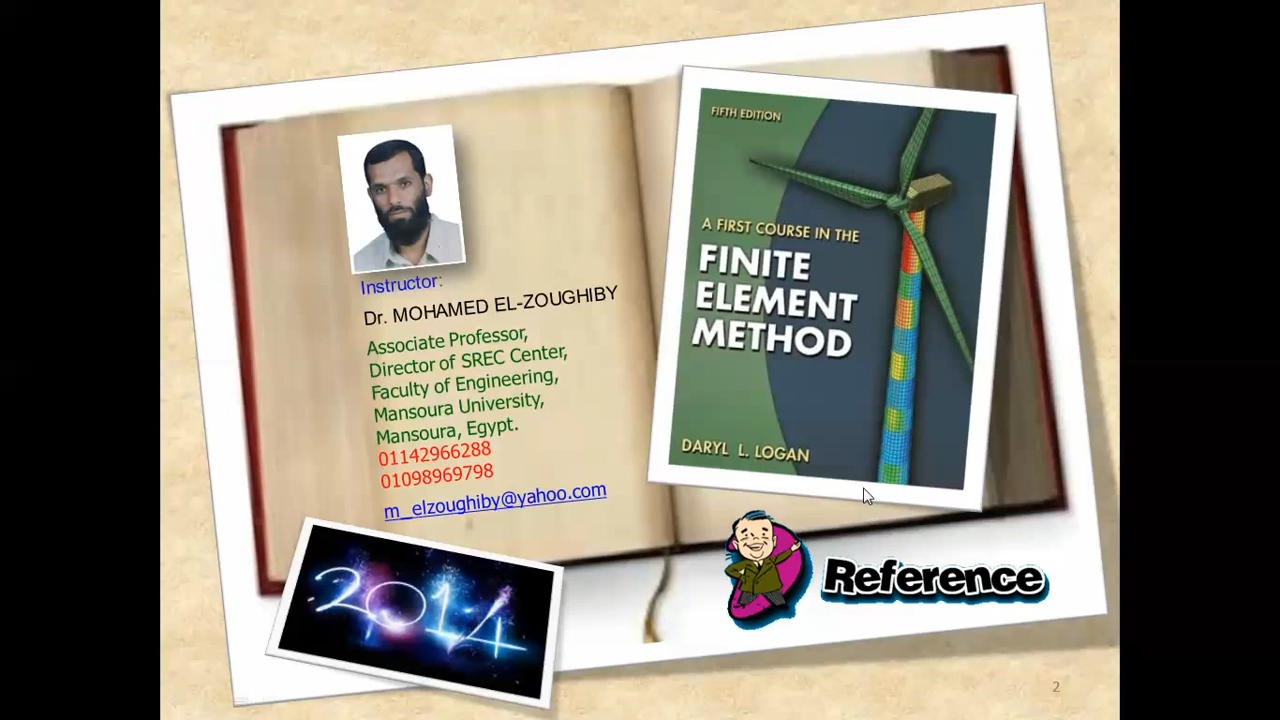 Instructor:
Dr. MOHAMED EL-ZOUGHIBY
Associate Professor,
Director of SREC Center,
Faculty of Engineering,
Mansoura University,
Mansoura, Egypt.
01142966288
01098969798
m_elzoughiby@yahoo.com
2014
FIFTH EDITION
A FIRST COURSE IN THE
FINITE
ELEMENT
METHOD
DARYL L. LOGAN
Reference
2